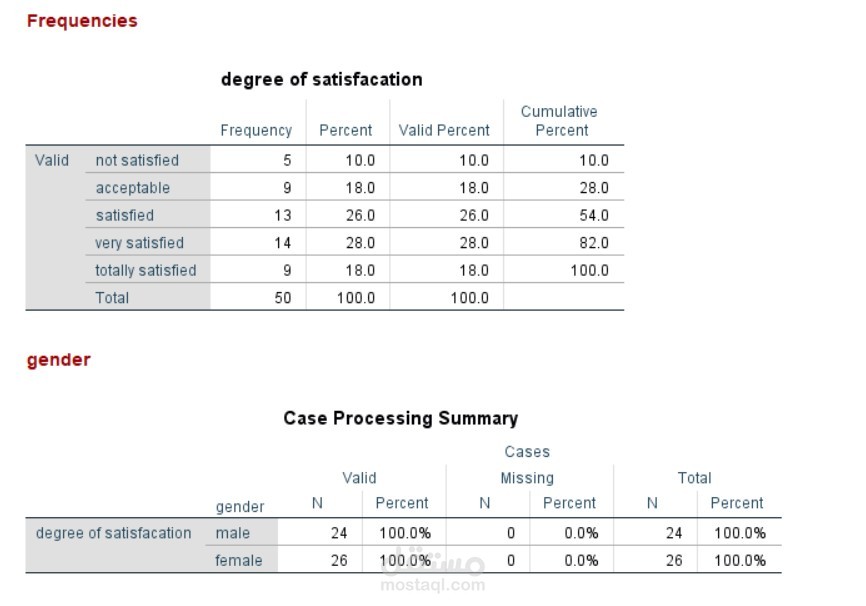 Frequencies
degree of satisfacation
Frequency Percent Valid Percent Cumulative Percent
Valid not satisfied 5 10.0 10.0 10.0
acceptable 9 18.0 18.0 28.0
satisfied 13 26.0 26.0 54.0
very satisfied 14 28.0 28.0 82.0
totally satisfied 9 18.0 18.0 100.0
Total 50 100.0 100.0
gender
Case Processing Summary
Cases
Valid Missing Total
gender N Percent N Percent N Percent
degree of satisfacation male 24 100.0% 0 0.0% 24 100.0%
female 26 100.0% 0 0.0% 26 100.0%
مستقل
mostaql.com